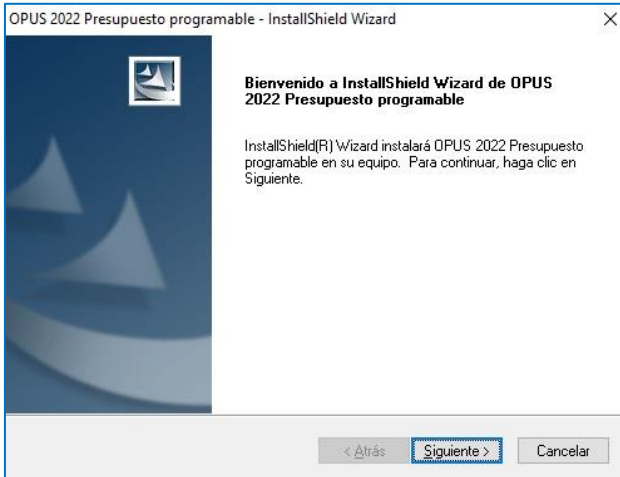 OPUS 2022 Presupuesto programable - InstallShield Wizard
Bienvenido a InstallShield Wizard de OPUS
2022 Presupuesto programable
InstallShield(R) Wizard instalará OPUS 2022 Presupuesto
programable en su equipo. Para continuar, haga clic en
Siguiente.
< Atrás
Siguiente >
Cancelar